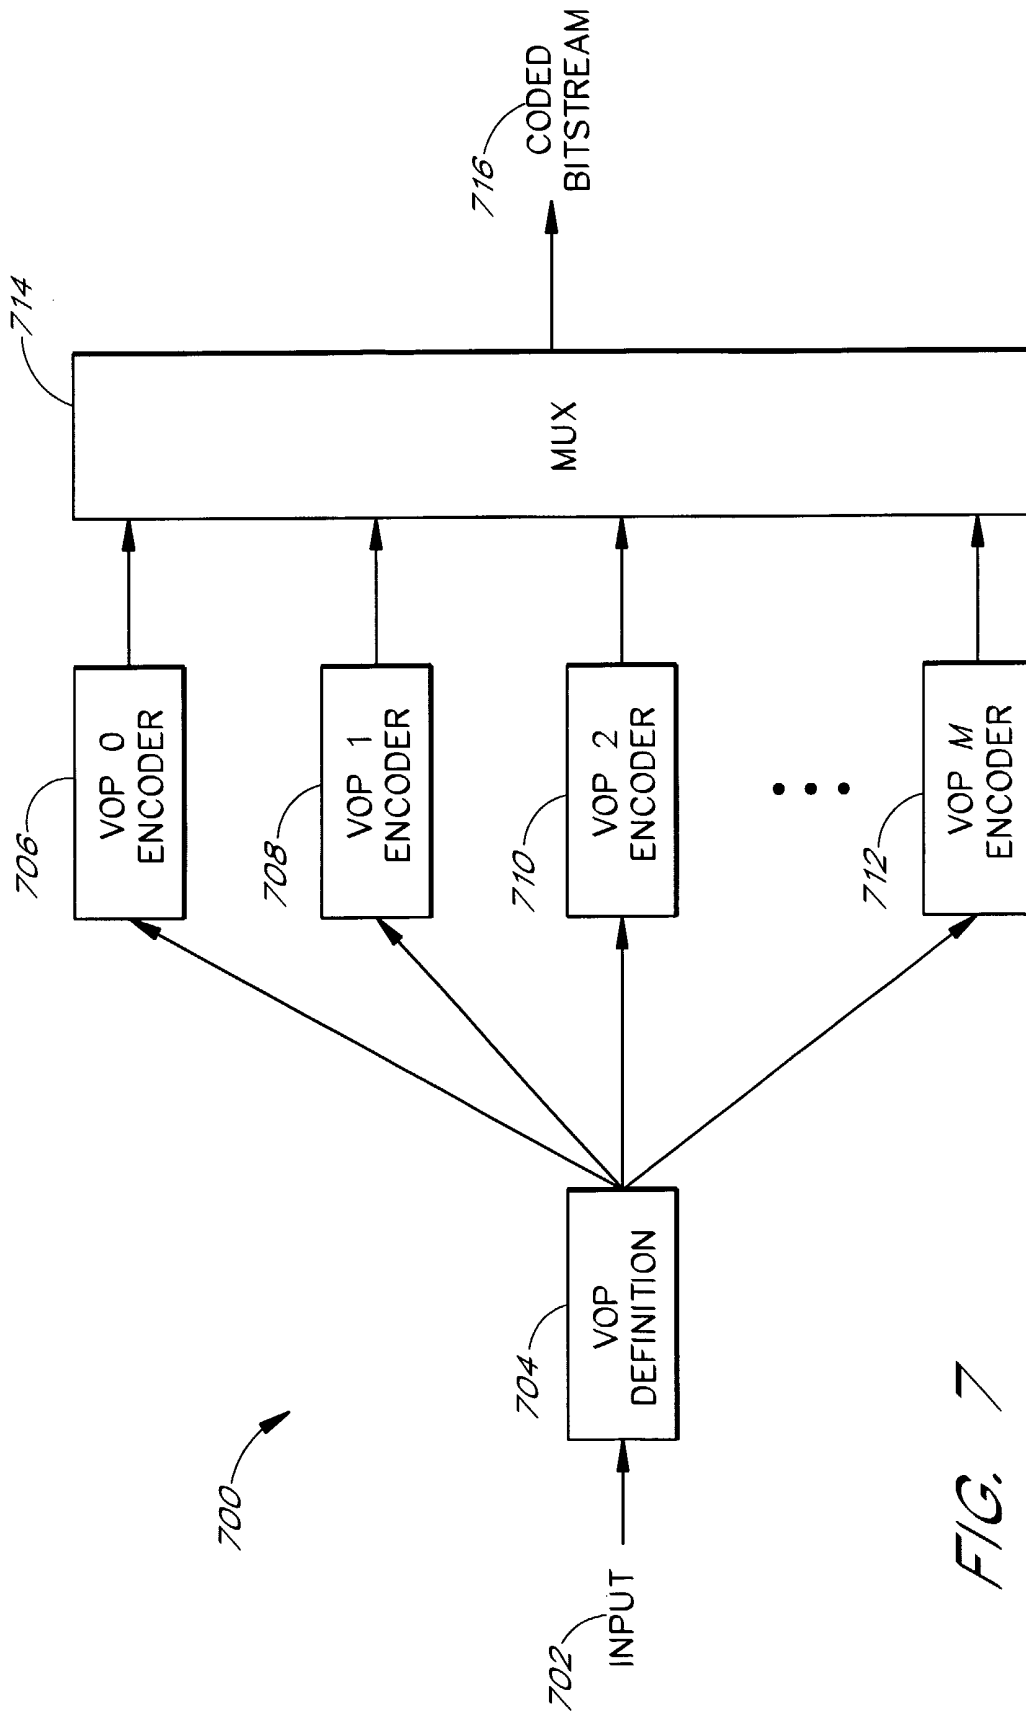 700
702
INPUT
704
VOP
DEFINITION
706
VOP 0
ENCODER
708
VOP 1
ENCODER
710
VOP 2
ENCODER
712
VOP M
ENCODER
714
MUX
716
CODED
BITSTREAM
FIG. 7